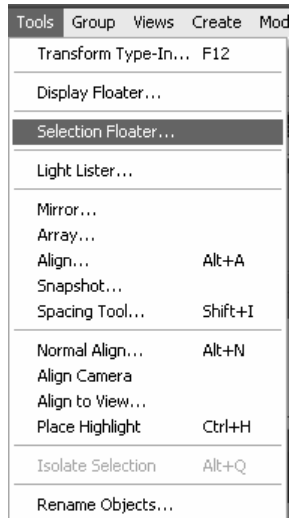 Tools Group Views Create Mod
Transform Type-In... F12
Display Floater...
Selection Floater...
Light Lister...
Mirror...
Array...
Align... Alt+A
Snapshot...
Spacing Tool... Shift+I
Normal Align... Alt+N
Align Camera
Align to View...
Place Highlight Ctrl+H
Isolate Selection Alt+Q
Rename Objects...